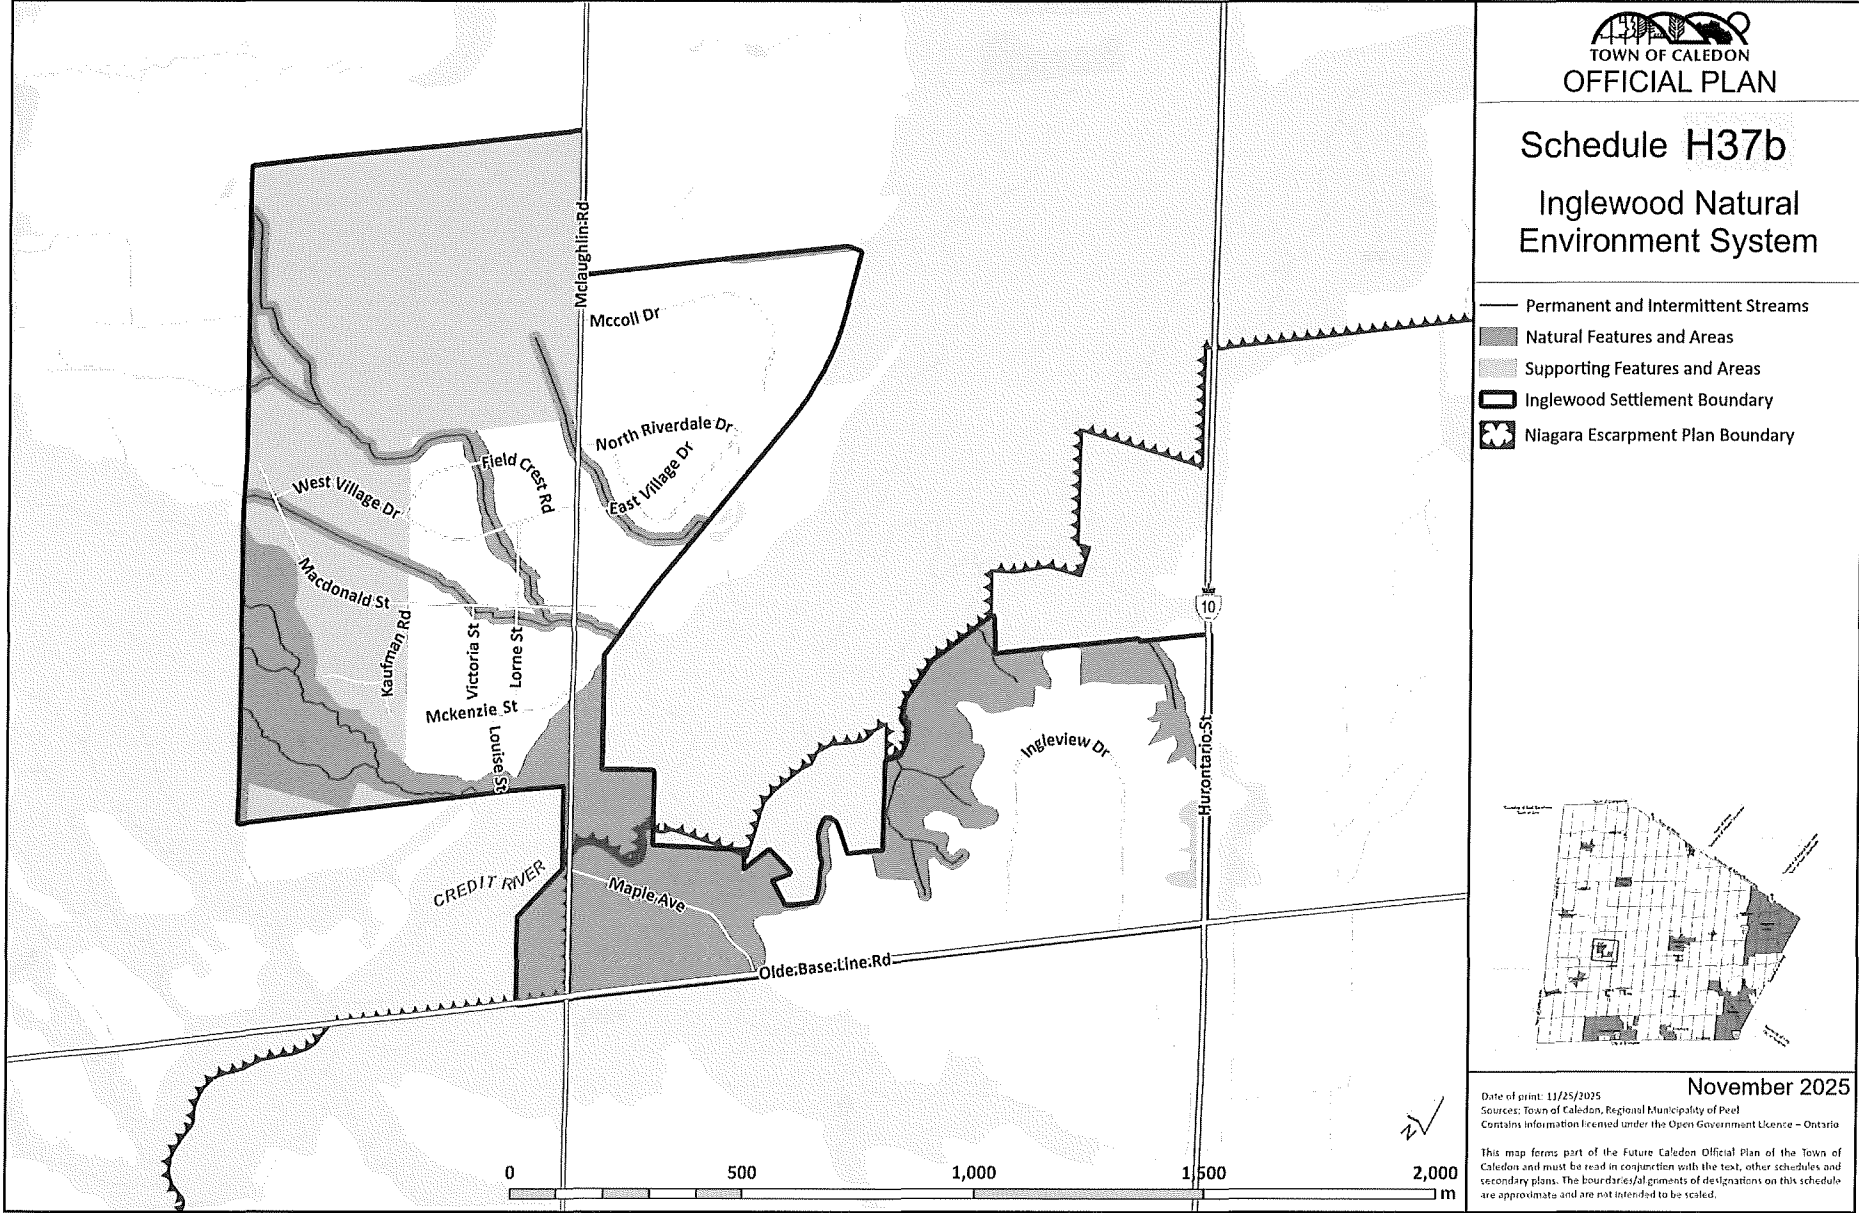 TOWN OF CALEDON
OFFICIAL PLAN
Schedule H37b
Inglewood Natural
Environment System
Permanent and Intermittent Streams
Natural Features and Areas
Supporting Features and Areas
Inglewood Settlement Boundary
Niagara Escarpment Plan Boundary
Mclaughlin Rd
Mccoll Dr
North Riverdale Dr
East Village Dr
Field Crest Rd
West Village Dr
Macdonald St
Kaufman Rd
Victoria St
Lorne St
Mckenzie St
Louise St
10
Ingleview Dr
Hurontario St
CREDIT RIVER
Maple Ave
Olde Base Line Rd
N
0 500 1,000 1,500 2,000
m
November 2025
Date of print: 11/25/2025
Sources: Town of Caledon, Regional Municipality of Peel
Contains information licensed under the Open Government Licence – Ontario
This map forms part of the Future Caledon Official Plan of the Town of
Caledon and must be read in conjunction with the text, other schedules and
secondary plans. The boundaries/alignments of designations on this schedule
are approximate and are not intended to be scaled.